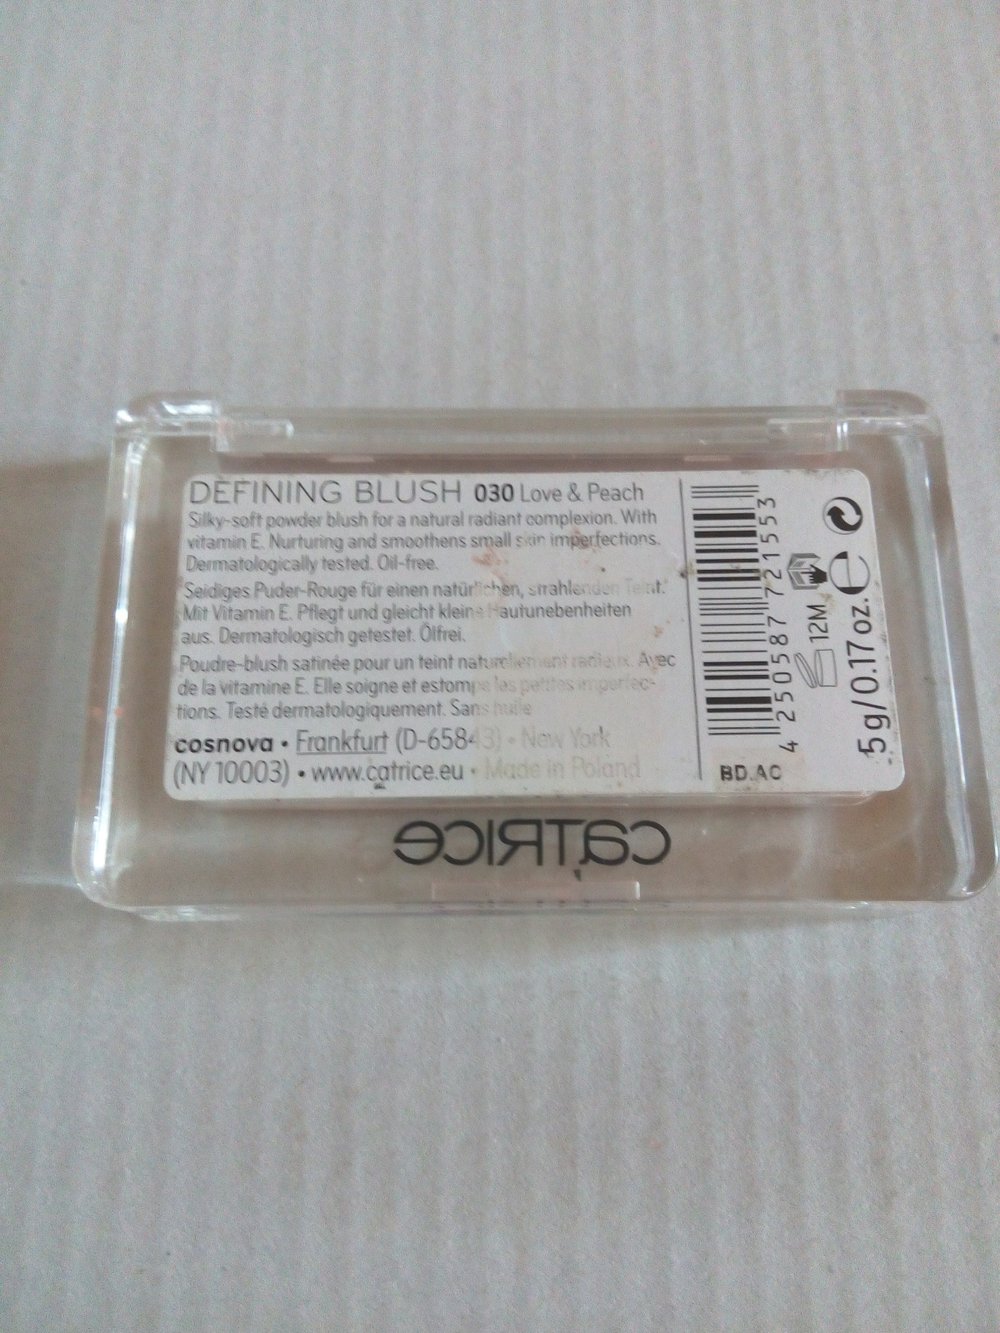 DEFINING BLUSH 030 Love & Peach
Silky-soft powder blush for a natural radiant complexion. With
vitamin E. Nurturing and smoothens small skin imperfections.
Dermatologically tested. Oil-free.
Seidiges Puder-Rouge für einen natürlichen, strahlenden Teint.
Mit Vitamin E. Pflegt und gleicht kleine Hautunebenheiten
aus. Dermatologisch getestet. Ölfrei.
Poudre-blush satinée pour un teint naturellement radieux. Avec
de la vitamine E. Elle soigne et estompe les petites imperfec-
tions. Testé dermatologiquement. Sans huile
cosnova • Frankfurt (D-65843) • New York
(NY 10003) • www.catrice.eu • Made in Poland
4 250587 721553
BD.AC
12M
5 g/0.17 oz. e
CATRICE